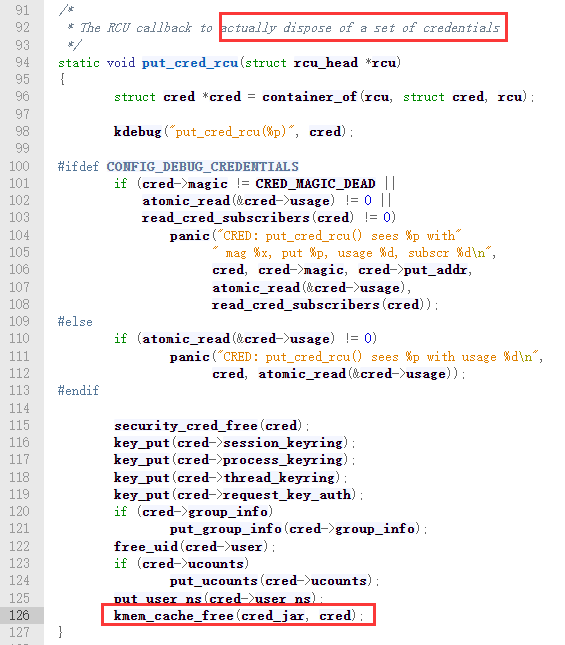 91 /*
92 * The RCU callback to actually dispose of a set of credentials
93 */
94 static void put_cred_rcu(struct rcu_head *rcu)
95 {
96 struct cred *cred = container_of(rcu, struct cred, rcu);
97
98 kdebug("put_cred_rcu(%p)", cred);
99
100 #ifdef CONFIG_DEBUG_CREDENTIALS
101 if (cred->magic != CRED_MAGIC_DEAD ||
102 atomic_read(&cred->usage) != 0 ||
103 read_cred_subscribers(cred) != 0)
104 panic("CRED: put_cred_rcu() sees %p with"
105 " mag %x, put %p, usage %d, subscr %d\n",
106 cred, cred->magic, cred->put_addr,
107 atomic_read(&cred->usage),
108 read_cred_subscribers(cred));
109 #else
110 if (atomic_read(&cred->usage) != 0)
111 panic("CRED: put_cred_rcu() sees %p with usage %d\n",
112 cred, atomic_read(&cred->usage));
113 #endif
114
115 security_cred_free(cred);
116 key_put(cred->session_keyring);
117 key_put(cred->process_keyring);
118 key_put(cred->thread_keyring);
119 key_put(cred->request_key_auth);
120 if (cred->group_info)
121 put_group_info(cred->group_info);
122 free_uid(cred->user);
123 if (cred->ucounts)
124 put_ucounts(cred->ucounts);
125 put_user_ns(cred->user_ns);
126 kmem_cache_free(cred_jar, cred);
127 }